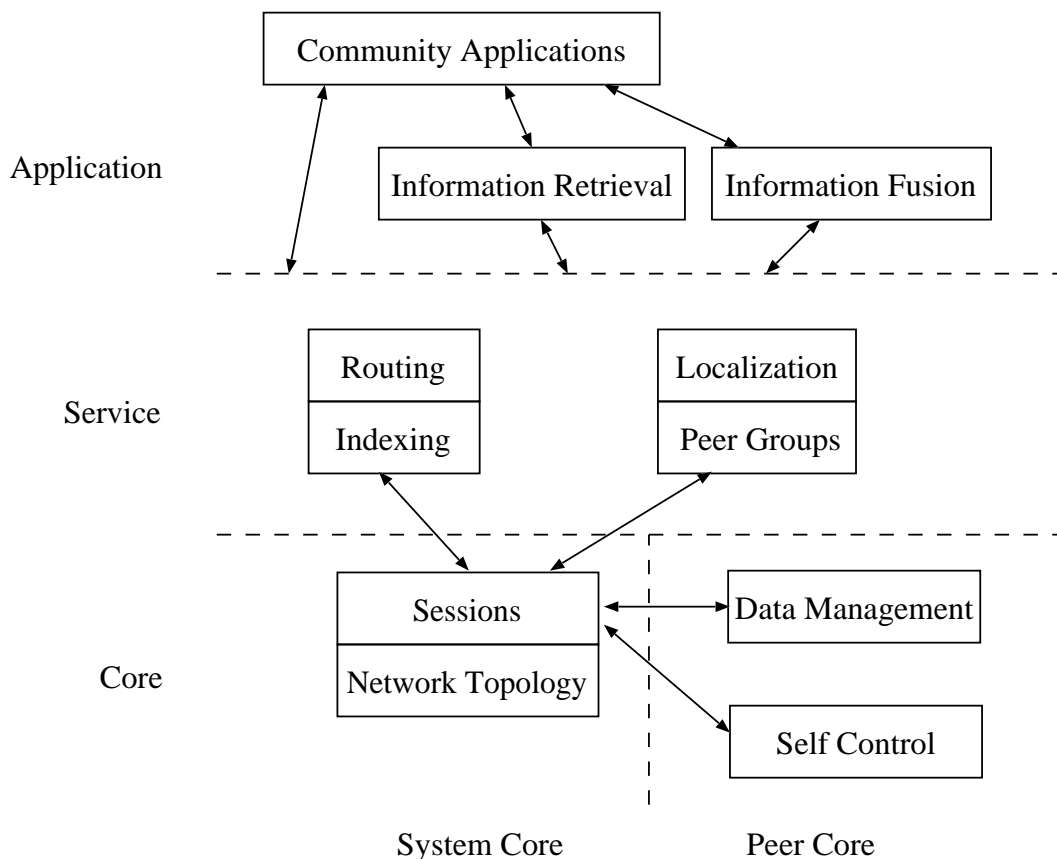 Community Applications
Application
Information Retrieval
Information Fusion
Routing
Localization
Service
Indexing
Peer Groups
Sessions
Data Management
Core
Network Topology
Self Control
System Core
Peer Core